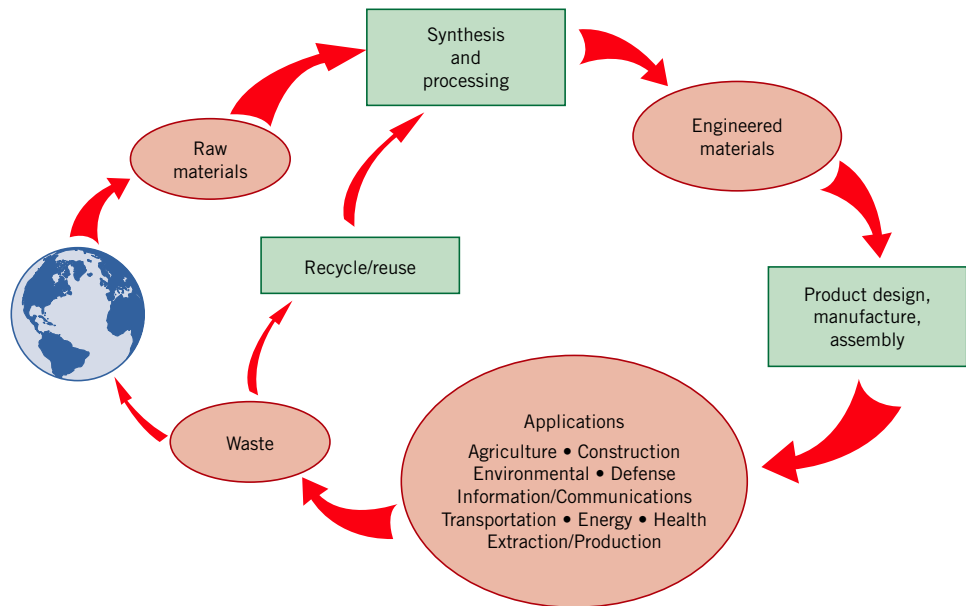 Synthesis
and
processing
Raw
materials
Engineered
materials
Recycle/reuse
Product design,
manufacture,
assembly
Waste
Applications
Agriculture • Construction
Environmental • Defense
Information/Communications
Transportation • Energy • Health
Extraction/Production